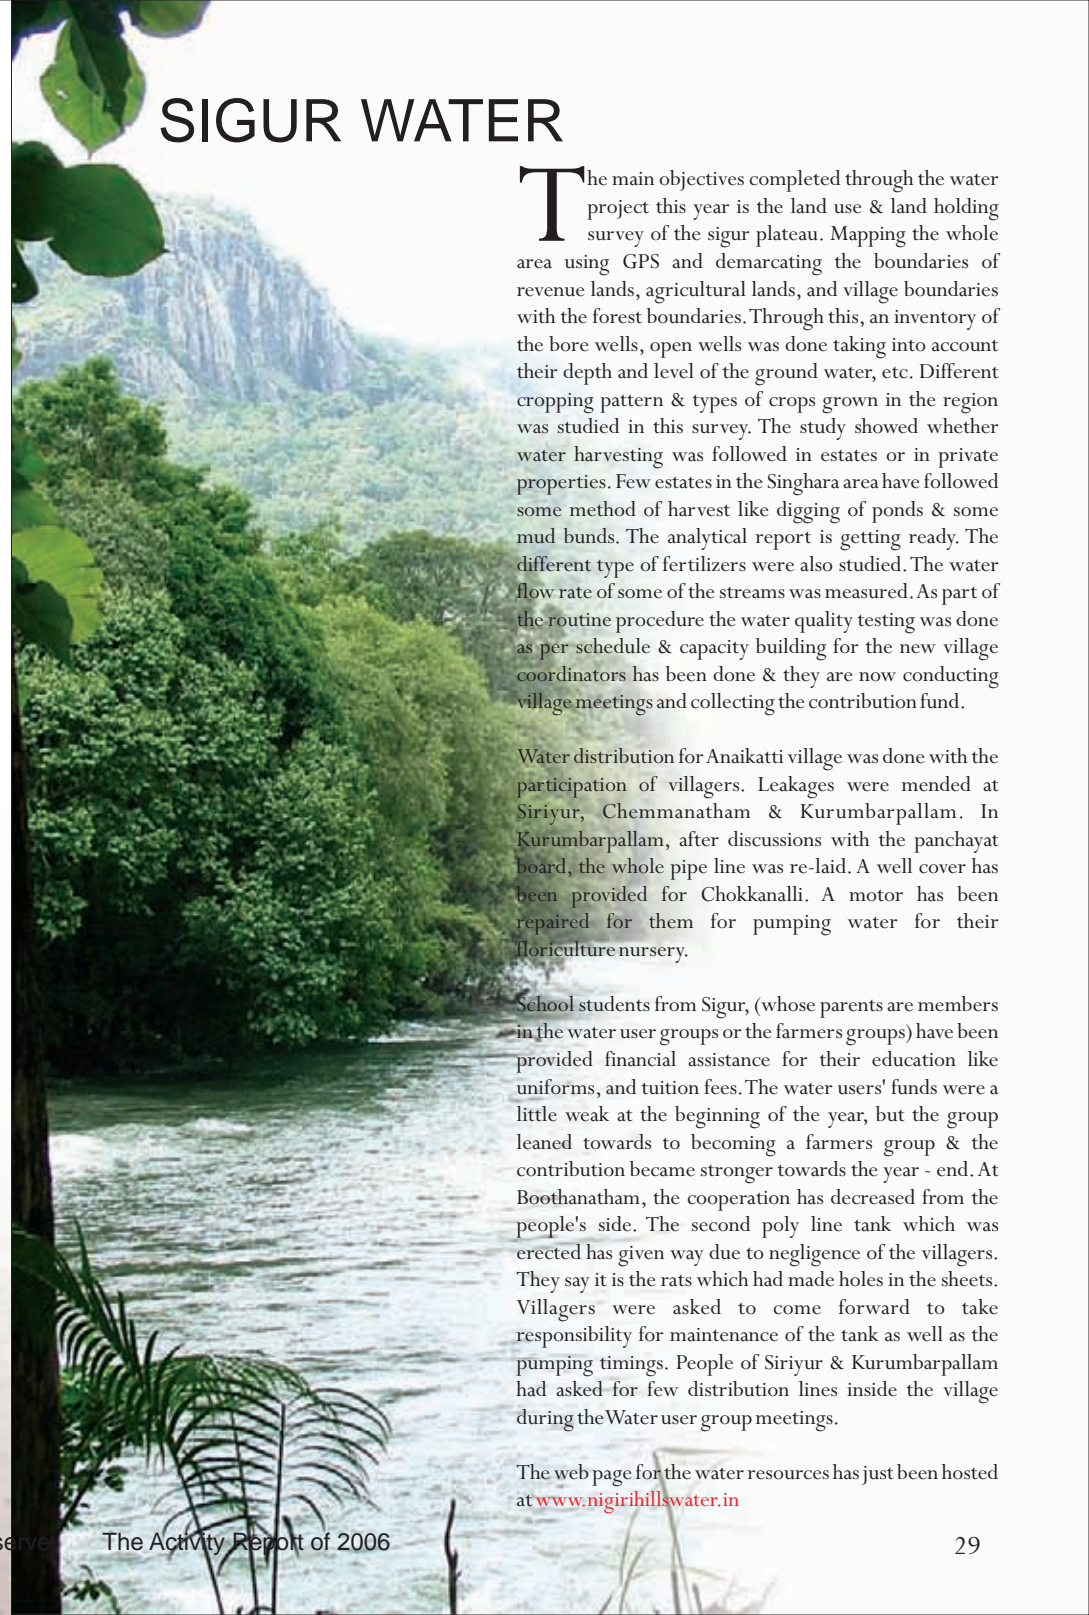 SIGUR WATER
The main objectives completed through the water
project this year is the land use & land holding
survey of the sigur plateau. Mapping the whole
area using GPS and demarcating the boundaries of
revenue lands, agricultural lands, and village boundaries
with the forest boundaries. Through this, an inventory of
the bore wells, open wells was done taking into account
their depth and level of the ground water, etc. Different
cropping pattern & types of crops grown in the region
was studied in this survey. The study showed whether
water harvesting was followed in estates or in private
properties. Few estates in the Singhara area have followed
some method of harvest like digging of ponds & some
mud bunds. The analytical report is getting ready. The
different type of fertilizers were also studied. The water
flow rate of some of the streams was measured. As part of
the routine procedure the water quality testing was done
as per schedule & capacity building for the new village
coordinators has been done & they are now conducting
village meetings and collecting the contribution fund.
Water distribution for Anaikatti village was done with the
participation of villagers. Leakages were mended at
Siriyur, Chemmanatham & Kurumbarpallam. In
Kurumbarpallam, after discussions with the panchayat
board, the whole pipe line was re-laid. A well cover has
been provided for Chokkanalli. A motor has been
repaired for them for pumping water for their
floriculture nursery.
School students from Sigur, (whose parents are members
in the water user groups or the farmers groups) have been
provided financial assistance for their education like
uniforms, and tuition fees. The water users' funds were a
little weak at the beginning of the year, but the group
leaned towards to becoming a farmers group & the
contribution became stronger towards the year - end. At
Boothanatham, the cooperation has decreased from the
people's side. The second poly line tank which was
erected has given way due to negligence of the villagers.
They say it is the rats which had made holes in the sheets.
Villagers were asked to come forward to take
responsibility for maintenance of the tank as well as the
pumping timings. People of Siriyur & Kurumbarpallam
had asked for few distribution lines inside the village
during the Water user group meetings.
The web page for the water resources has just been hosted
at www.nigirihillswater.in
serve The Activity Report of 2006
29